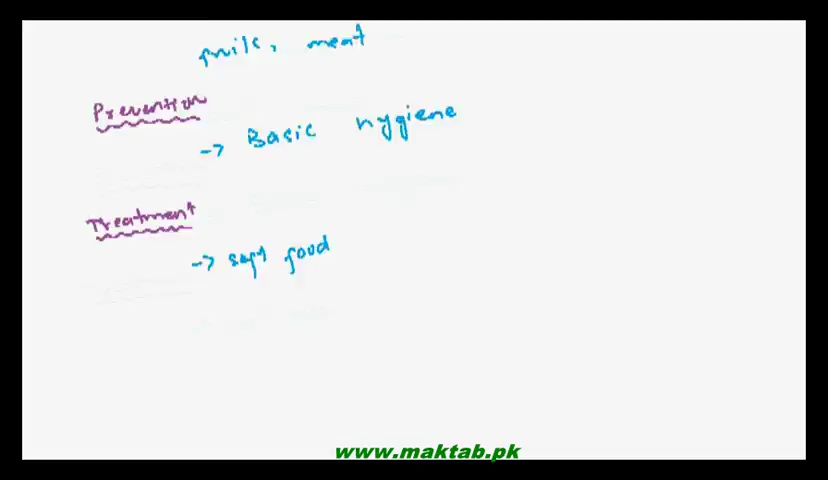 milk, meat
Prevention
→ Basic hygiene
Treatment
→ soft food
www.maktab.pk